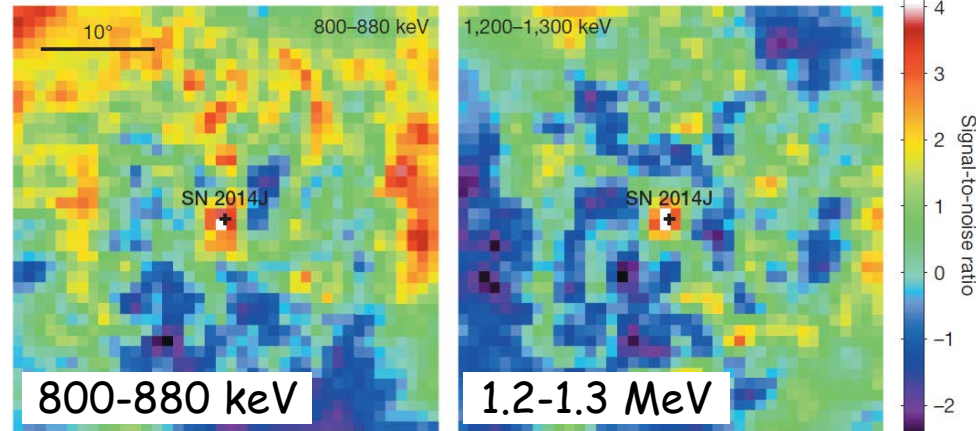 10°
800–880 keV
SN 2014J
800-880 keV
1,200–1,300 keV
SN 2014J
1.2-1.3 MeV
4
3
2
1
0
−1
−2
Signal-to-noise ratio